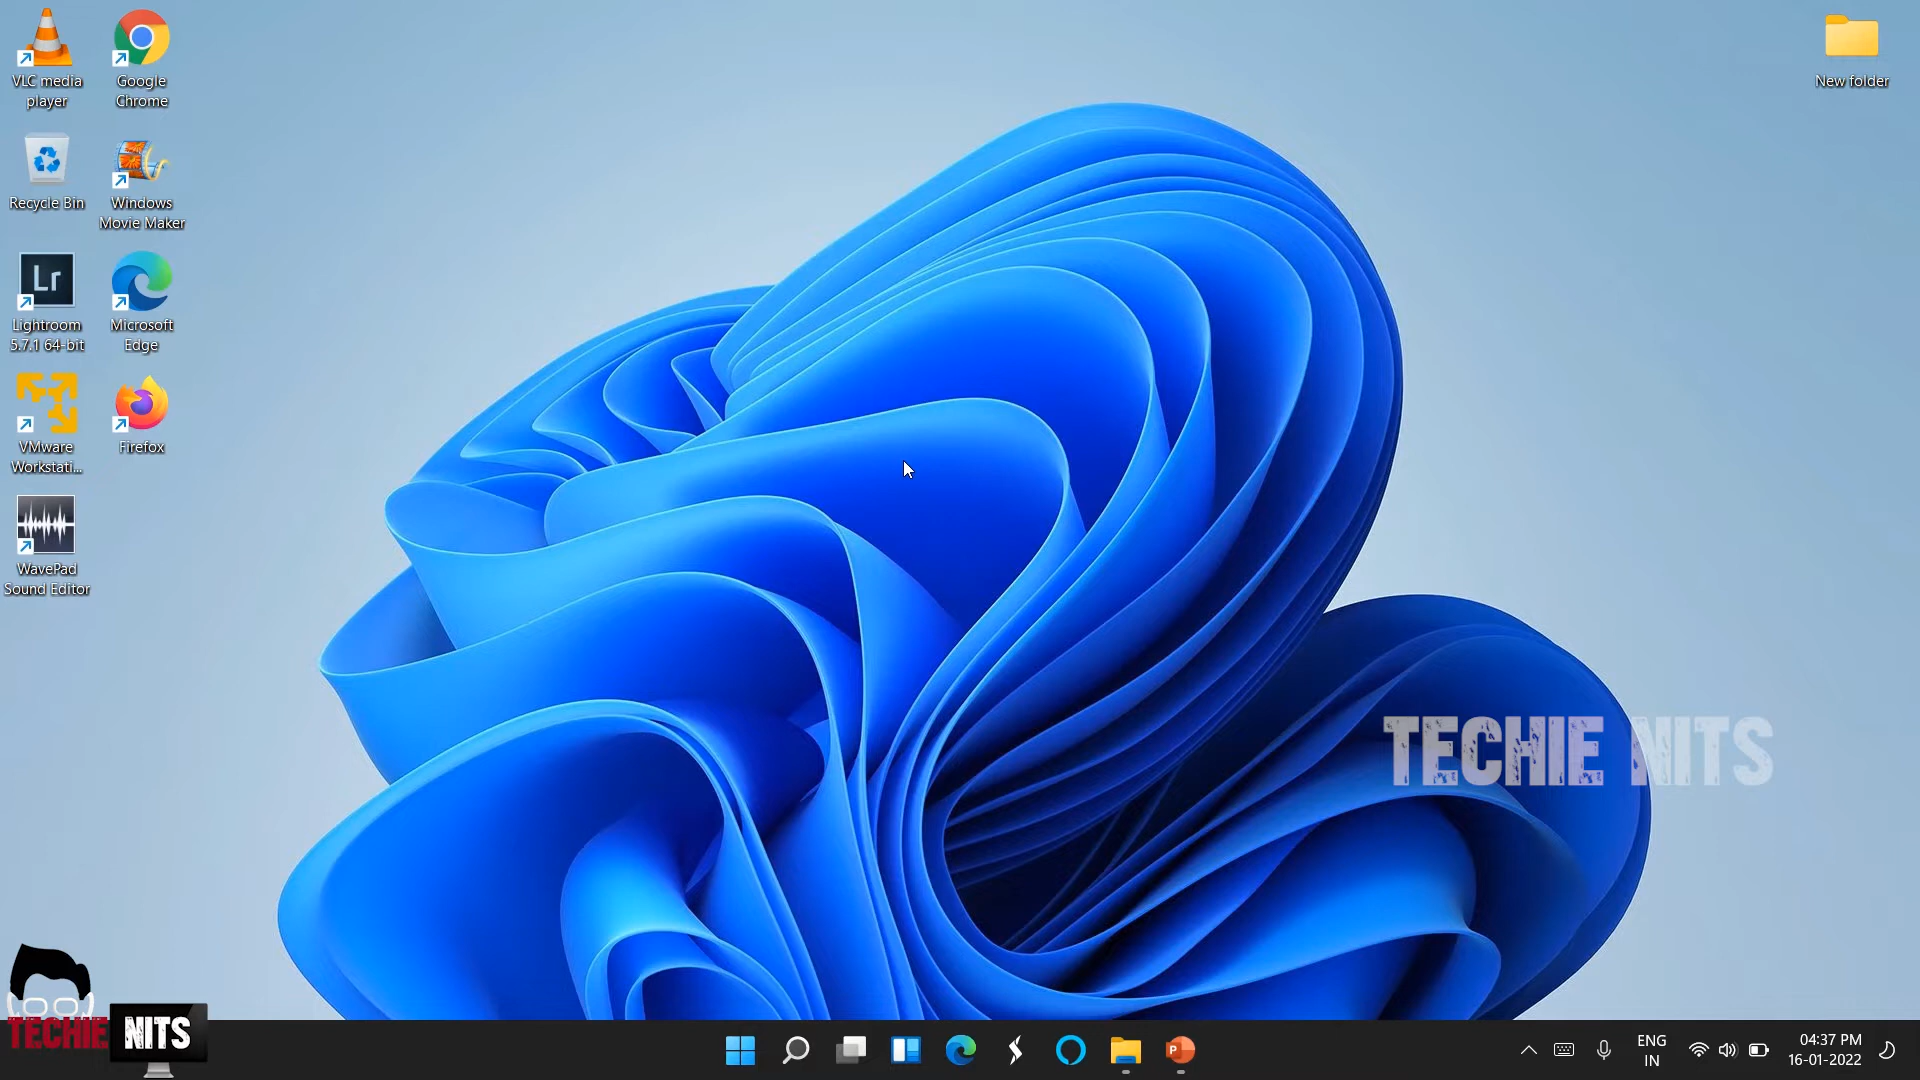 VLC media
player
Google
Chrome
New folder
Recycle Bin
Windows
Movie Maker
Lr
Lightroom
5.7.1 64-bit
Microsoft
Edge
VMware
Workstati...
Firefox
WavePad
Sound Editor
TECHIE NITS
TECHIE NITS
P
ENG
IN
04:37 PM
16-01-2022